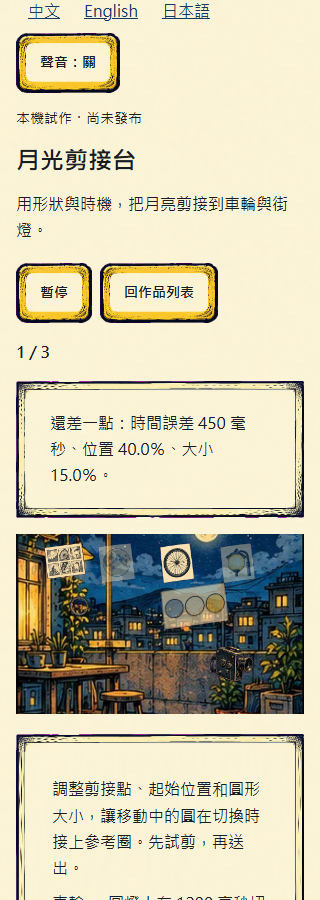 中文 English 日本語
聲音：關
本機試作・尚未發布
月光剪接台
用形狀與時機，把月亮剪接到車輪與街
燈。
暫停 回作品列表
1 / 3
還差一點：時間誤差 450 毫
秒、位置 40.0%、大小
15.0%。
調整剪接點、起始位置和圓形
大小，讓移動中的圓在切換時
接上參考圈。先試剪，再送
出。